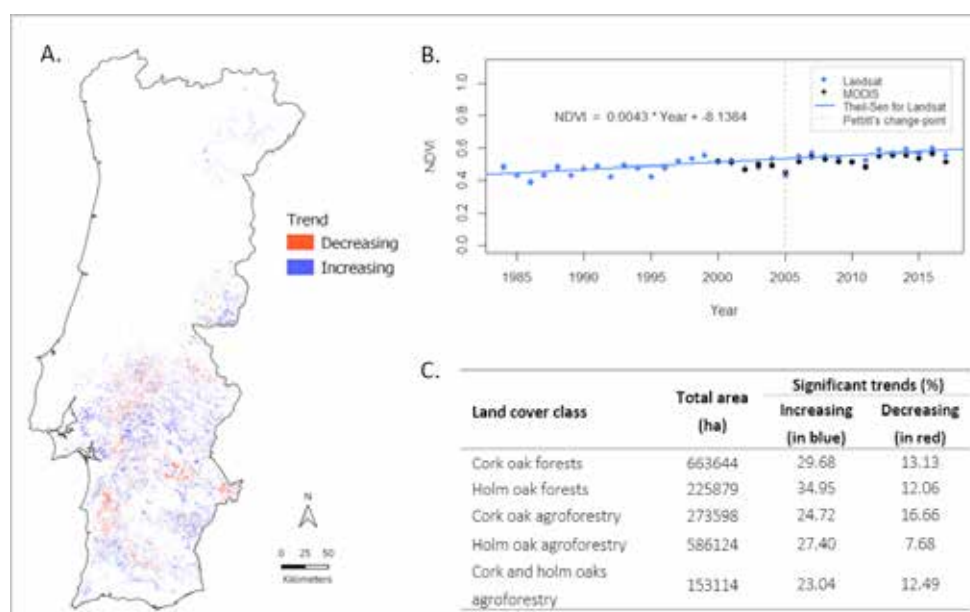 A.
Trend
Decreasing
Increasing
N
0 25 50
Kilometers
B.
Landsat
MODIS
Theil-Sen for Landsat
Pettitt's change-point
NDVI = 0.0043 * Year + -8.1384
NDVI
0.0 0.2 0.4 0.6 0.8 1.0
1985 1990 1995 2000 2005 2010 2015
Year
C.
Land cover class Total area (ha) Significant trends (%)
Increasing (in blue) Decreasing (in red)
Cork oak forests 663644 29.68 13.13
Holm oak forests 225879 34.95 12.06
Cork oak agroforestry 273598 24.72 16.66
Holm oak agroforestry 586124 27.40 7.68
Cork and holm oaks agroforestry 153114 23.04 12.49